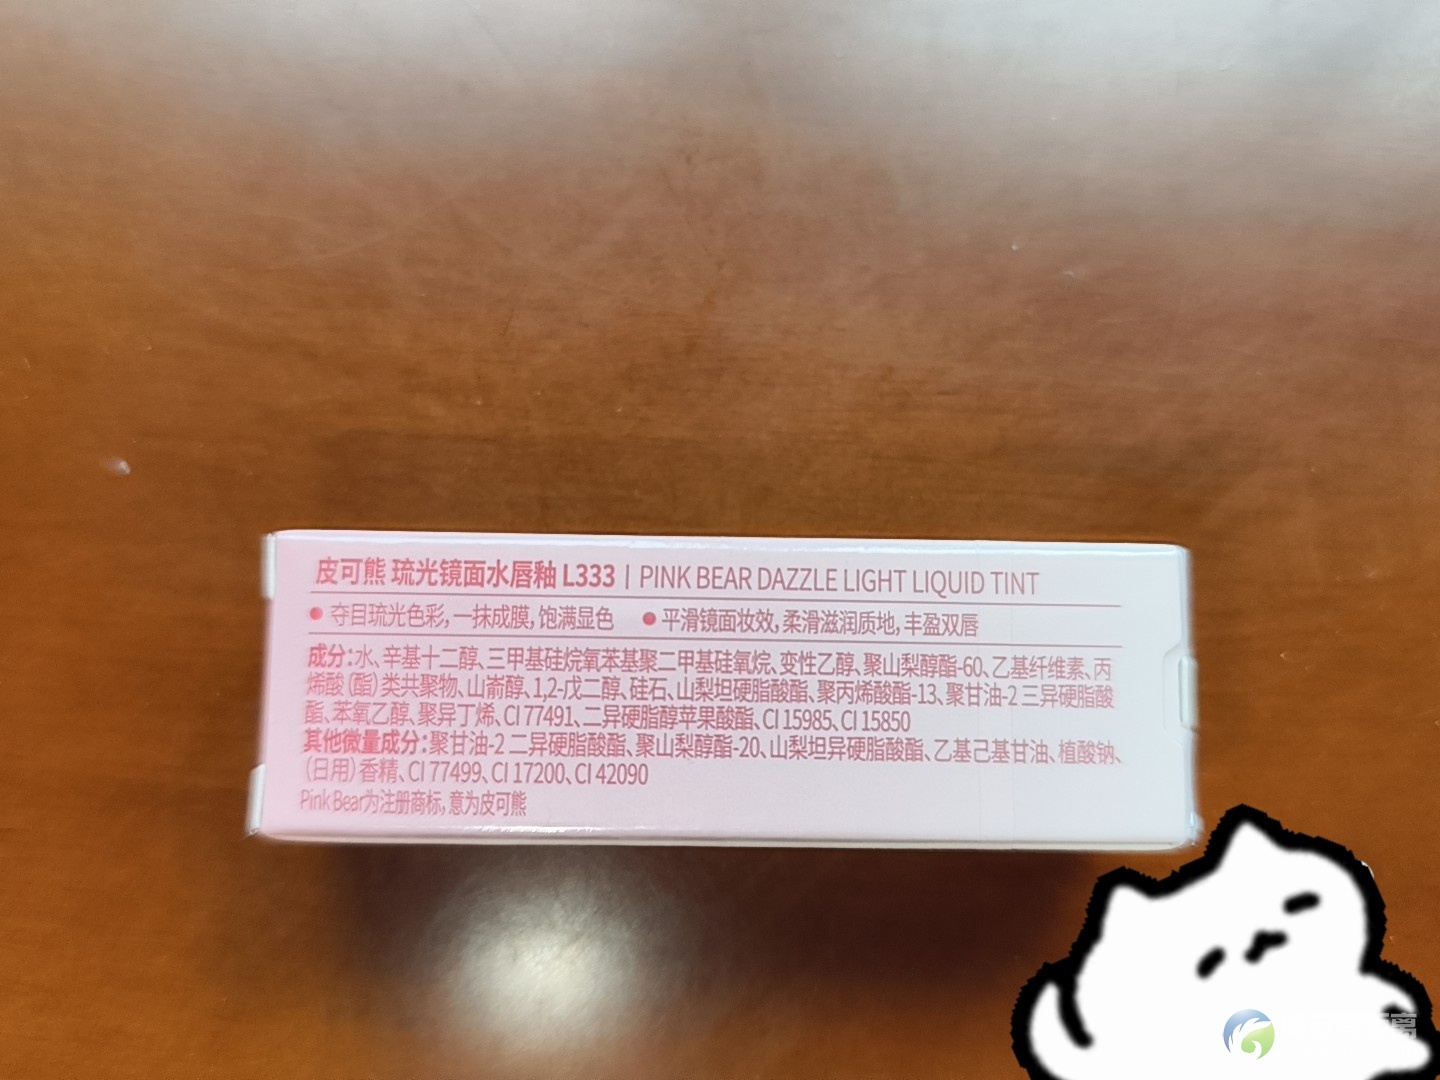 皮可熊 琉光镜面水唇釉 L333 | PINK BEAR DAZZLE LIGHT LIQUID TINT
● 夺目琉光色彩,一抹成膜,饱满显色 ● 平滑镜面妆效,柔滑滋润质地,丰盈双唇
成分:水、辛基十二醇、三甲基硅烷氧苯基聚二甲基硅氧烷、变性乙醇、聚山梨醇酯-60、乙基纤维素、丙
烯酸（酯）类共聚物、山嵛醇、1,2-戊二醇、硅石、山梨坦硬脂酸酯、聚丙烯酸酯-13、聚甘油-2 三异硬脂酸
酯、苯氧乙醇、聚异丁烯、CI 77491、二异硬脂醇苹果酸酯、CI 15985、CI 15850
其他微量成分:聚甘油-2 二异硬脂酸酯、聚山梨醇酯-20、山梨坦异硬脂酸酯、乙基己基甘油、植酸钠、
（日用）香精、CI 77499、CI 17200、CI 42090
Pink Bear为注册商标,意为皮可熊